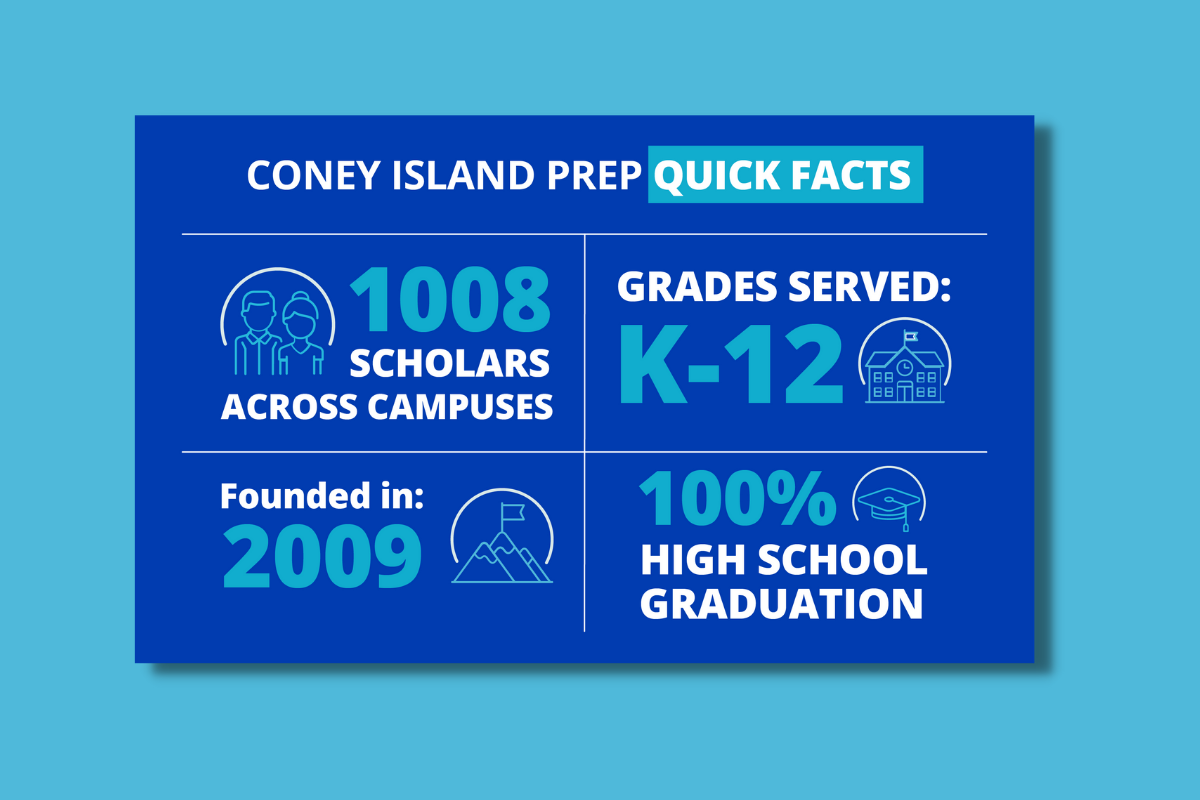 CONEY ISLAND PREP QUICK FACTS
1008
SCHOLARS
ACROSS CAMPUSES
GRADES SERVED:
K-12
Founded in:
2009
100%
HIGH SCHOOL
GRADUATION